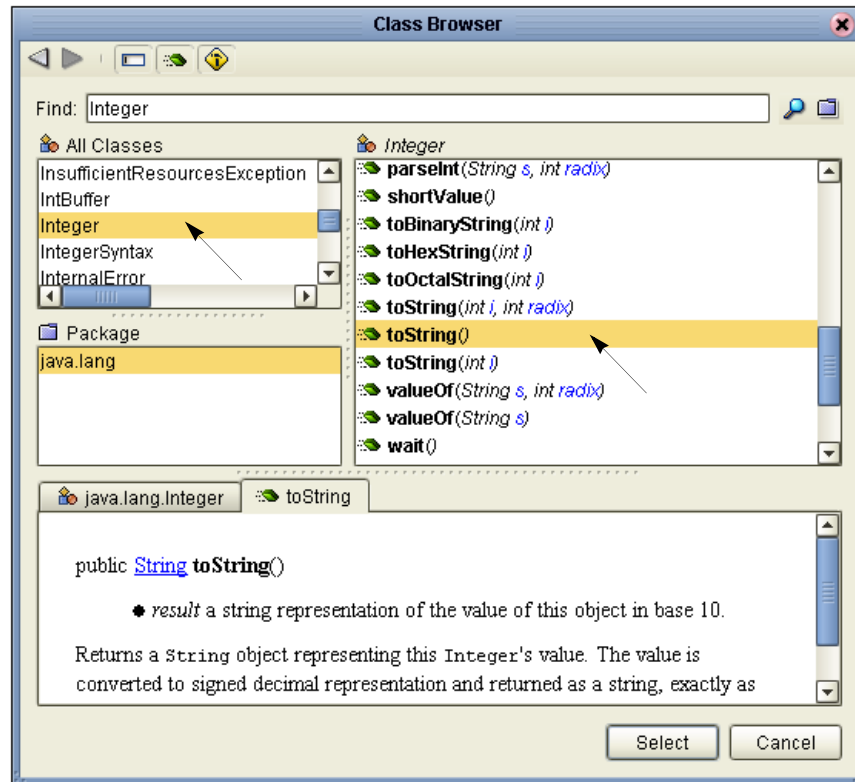 Class Browser
Find: Integer
All Classes
InsufficientResourcesException
IntBuffer
Integer
IntegerSyntax
InternalError
Package
java.lang
Integer
parseInt(String s, int radix)
shortValue()
toBinaryString(int i)
toHexString(int i)
toOctalString(int i)
toString(int i, int radix)
toString()
toString(int i)
valueOf(String s, int radix)
valueOf(String s)
wait()
java.lang.Integer
toString
public String toString()
● result a string representation of the value of this object in base 10.
Returns a String object representing this Integer's value. The value is
converted to signed decimal representation and returned as a string, exactly as
Select
Cancel